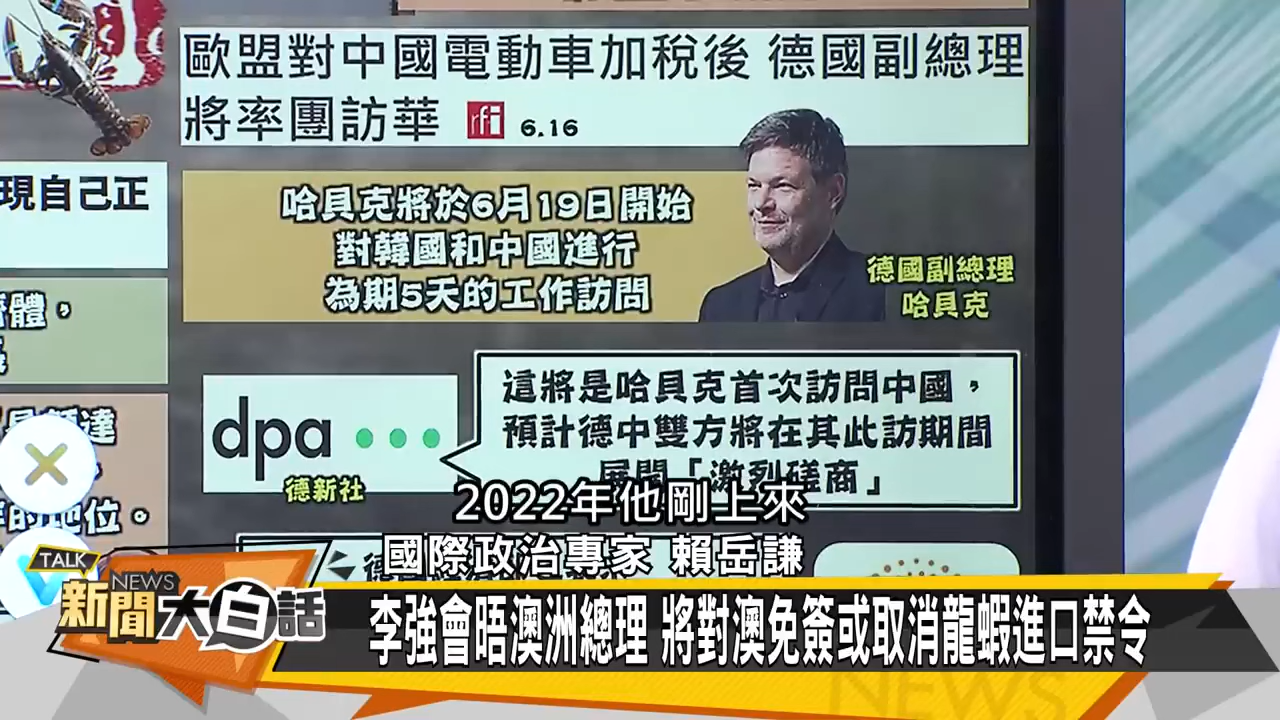 歐盟對中國電動車加稅後 德國副總理
將率團訪華 rfi 6.16
現自己正
哈貝克將於6月19日開始
對韓國和中國進行
為期5天的工作訪問
德國副總理
哈貝克
體，
這將是哈貝克首次訪問中國，
預計德中雙方將在其此訪期間
展開「激烈磋商」
dpa
德新社
的地位。
2022年他剛上來
國際政治專家 賴岳謙
TALK
NEWS
新聞大白話
李強會晤澳洲總理 將對澳免簽或取消龍蝦進口禁令
NEWS